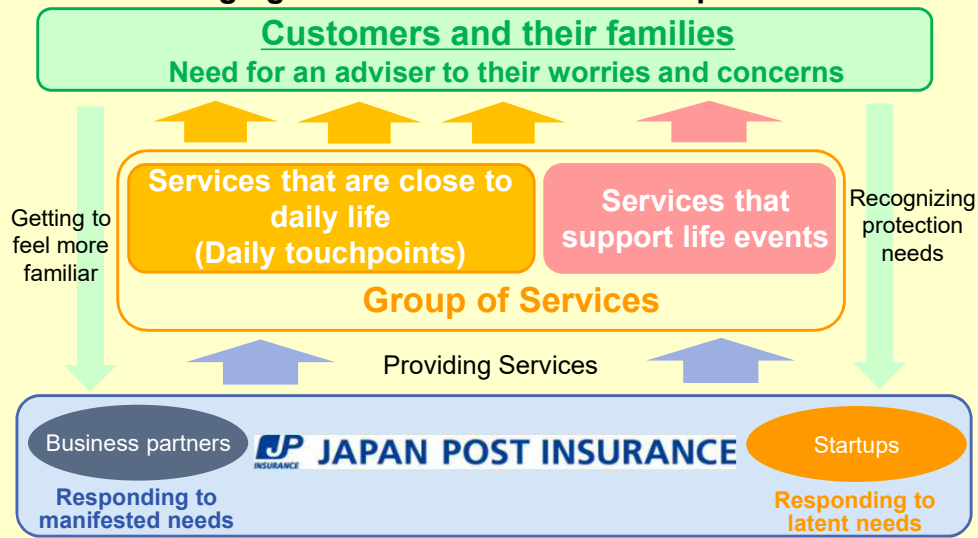 Customers and their families
Need for an adviser to their worries and concerns
Getting to
feel more
familiar
Services that are close to
daily life
(Daily touchpoints)
Services that
support life events
Recognizing
protection
needs
Group of Services
Providing Services
Business partners
JP
INSURANCE
JAPAN POST INSURANCE
Startups
Responding to
manifested needs
Responding to
latent needs